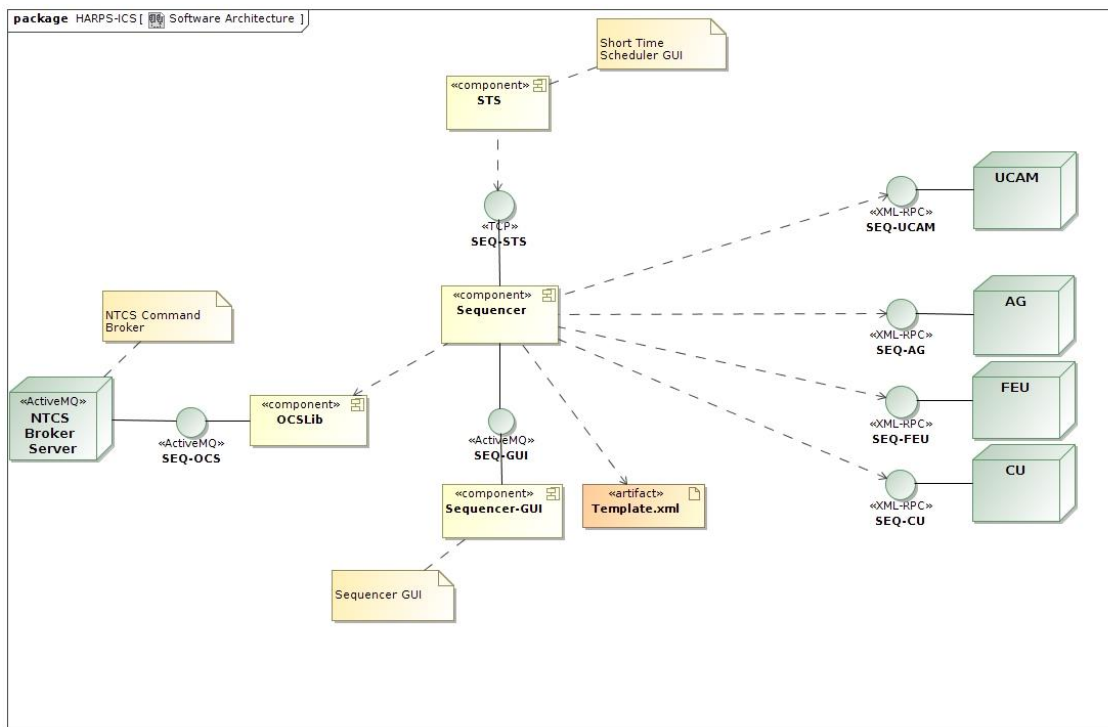 package HARPS-ICS [ Software Architecture ]
Short Time
Scheduler GUI
«component»
STS
«TCP»
SEQ-STS
UCAM
«XML-RPC»
SEQ-UCAM
«component»
Sequencer
AG
«XML-RPC»
SEQ-AG
NTCS Command
Broker
FEU
«XML-RPC»
SEQ-FEU
«ActiveMQ»
NTCS
Broker
Server
«ActiveMQ»
SEQ-OCS
«component»
OCSLib
«ActiveMQ»
SEQ-GUI
CU
«XML-RPC»
SEQ-CU
«component»
Sequencer-GUI
«artifact»
Template.xml
Sequencer GUI